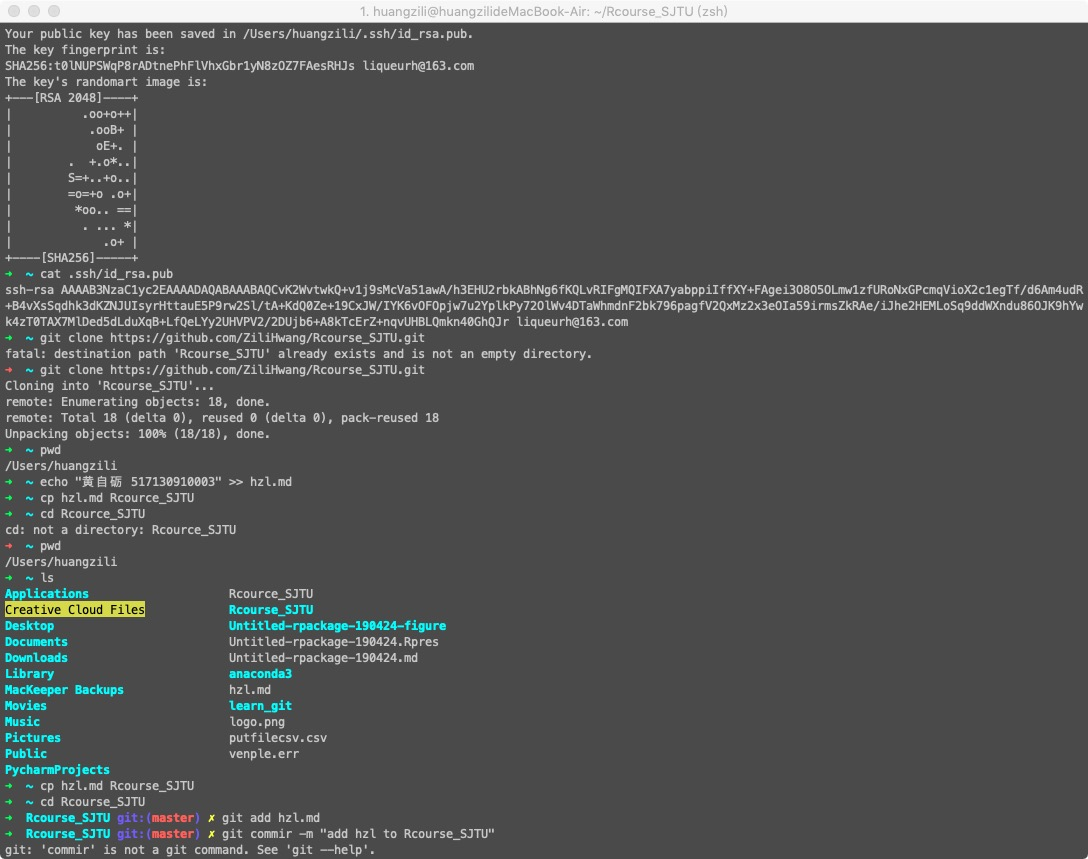 1. huangzili@huangzilideMacBook-Air: ~/Rcourse_SJTU (zsh)
Your public key has been saved in /Users/huangzili/.ssh/id_rsa.pub.
The key fingerprint is:
SHA256:t0lNUPSWqP8rADtnePhFlVhxGbr1yN8zOZ7FAesRHJs liqueurh@163.com
The key's randomart image is:
+---[RSA 2048]----+
|          .oo+o++|
|           .ooB+ |
|            oE+. |
|        .  +.o*..|
|        S=+..+o..|
|        =o=+o .o+|
|         *oo.. ==|
|          . ... *|
|             .o+ |
+----[SHA256]-----+
➜  ~ cat .ssh/id_rsa.pub
ssh-rsa AAAAB3NzaC1yc2EAAAADAQABAAABAQCvK2WvtwkQ+v1j9sMcVa51awA/h3EHU2rbkABhNg6fKQLvRIFgMQIFXA7yabppiIffXY+FAgei3O8O5OLmw1zfURoNxGPcmqVioX2c1egTf/d6Am4udR
+B4vXsSqdhk3dKZNJUIsyrHttauE5P9rw2Sl/tA+KdQ0Ze+19CxJW/IYK6vOFOpjw7u2YplkPy72OlWv4DTaWhmdnF2bk796pagfV2QxMz2x3eOIa59irmsZkRAe/iJhe2HEMLoSq9ddWXndu86OJK9hYw
k4zT0TAX7MlDed5dLduXqB+LfQeLYy2UHVPV2/2DUjb6+A8kTcErZ+nqvUHBLQmkn40GhQJr liqueurh@163.com
➜  ~ git clone https://github.com/ZiliHwang/Rcourse_SJTU.git
fatal: destination path 'Rcourse_SJTU' already exists and is not an empty directory.
➜  ~ git clone https://github.com/ZiliHwang/Rcourse_SJTU.git
Cloning into 'Rcourse_SJTU'...
remote: Enumerating objects: 18, done.
remote: Total 18 (delta 0), reused 0 (delta 0), pack-reused 18
Unpacking objects: 100% (18/18), done.
➜  ~ pwd
/Users/huangzili
➜  ~ echo "黄自砺 517130910003" >> hzl.md
➜  ~ cp hzl.md Rcource_SJTU
➜  ~ cd Rcource_SJTU
cd: not a directory: Rcource_SJTU
➜  ~ pwd
/Users/huangzili
➜  ~ ls
Applications                    Rcource_SJTU
Creative Cloud Files            Rcourse_SJTU
Desktop                         Untitled-rpackage-190424-figure
Documents                       Untitled-rpackage-190424.Rpres
Downloads                       Untitled-rpackage-190424.md
Library                         anaconda3
MacKeeper Backups               hzl.md
Movies                          learn_git
Music                           logo.png
Pictures                        putfilecsv.csv
Public                          venple.err
PycharmProjects
➜  ~ cp hzl.md Rcourse_SJTU
➜  ~ cd Rcourse_SJTU
➜  Rcourse_SJTU git:(master) ✗ git add hzl.md
➜  Rcourse_SJTU git:(master) ✗ git commir -m "add hzl to Rcourse_SJTU"
git: 'commir' is not a git command. See 'git --help'.